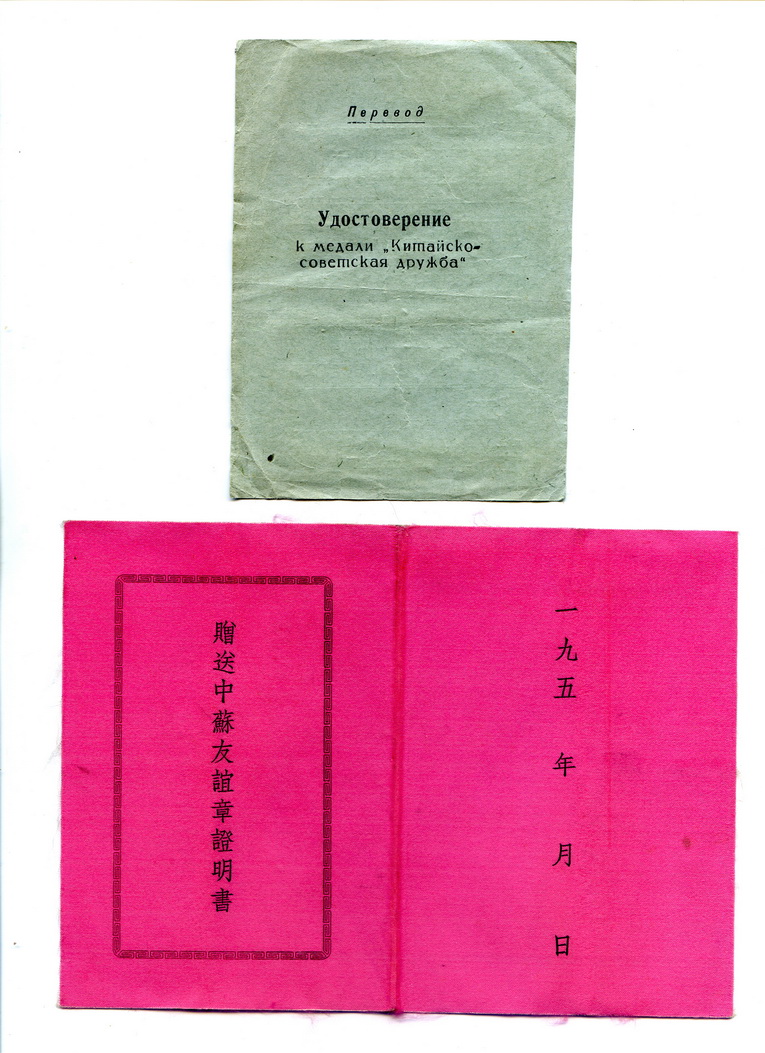 Перевод
Удостоверение
к медали „Китайско-
советская дружба“
贈送中蘇友誼章證明書
一九五 年 月 日